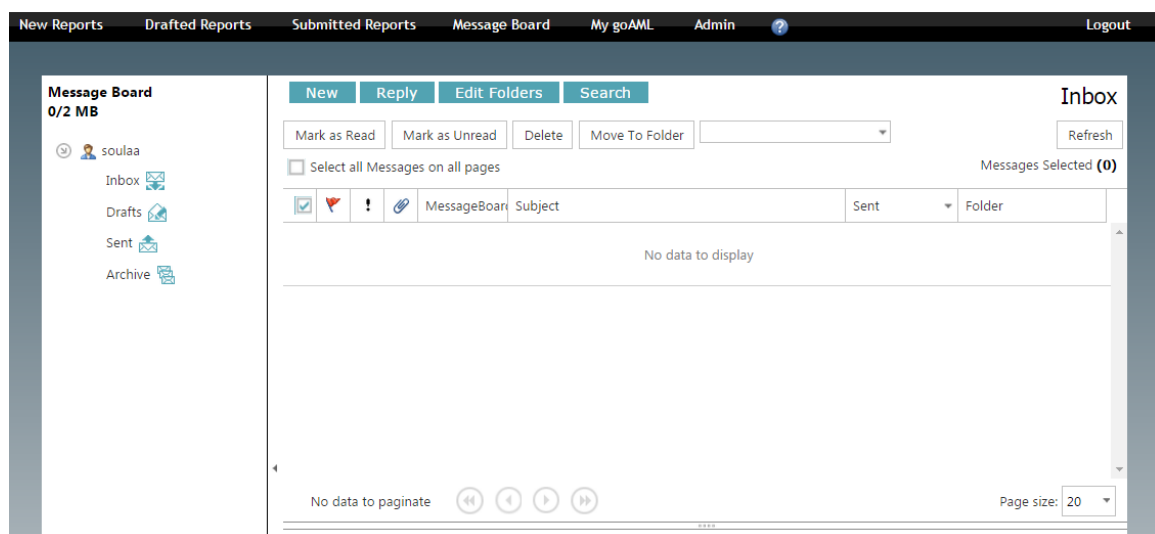 New Reports Drafted Reports Submitted Reports Message Board My goAML Admin ? Logout
Message Board
0/2 MB
soulaa
Inbox
Drafts
Sent
Archive
New Reply Edit Folders Search Inbox
Mark as Read Mark as Unread Delete Move To Folder Refresh
Select all Messages on all pages Messages Selected (0)
! MessageBoar Subject Sent Folder
No data to display
No data to paginate Page size: 20